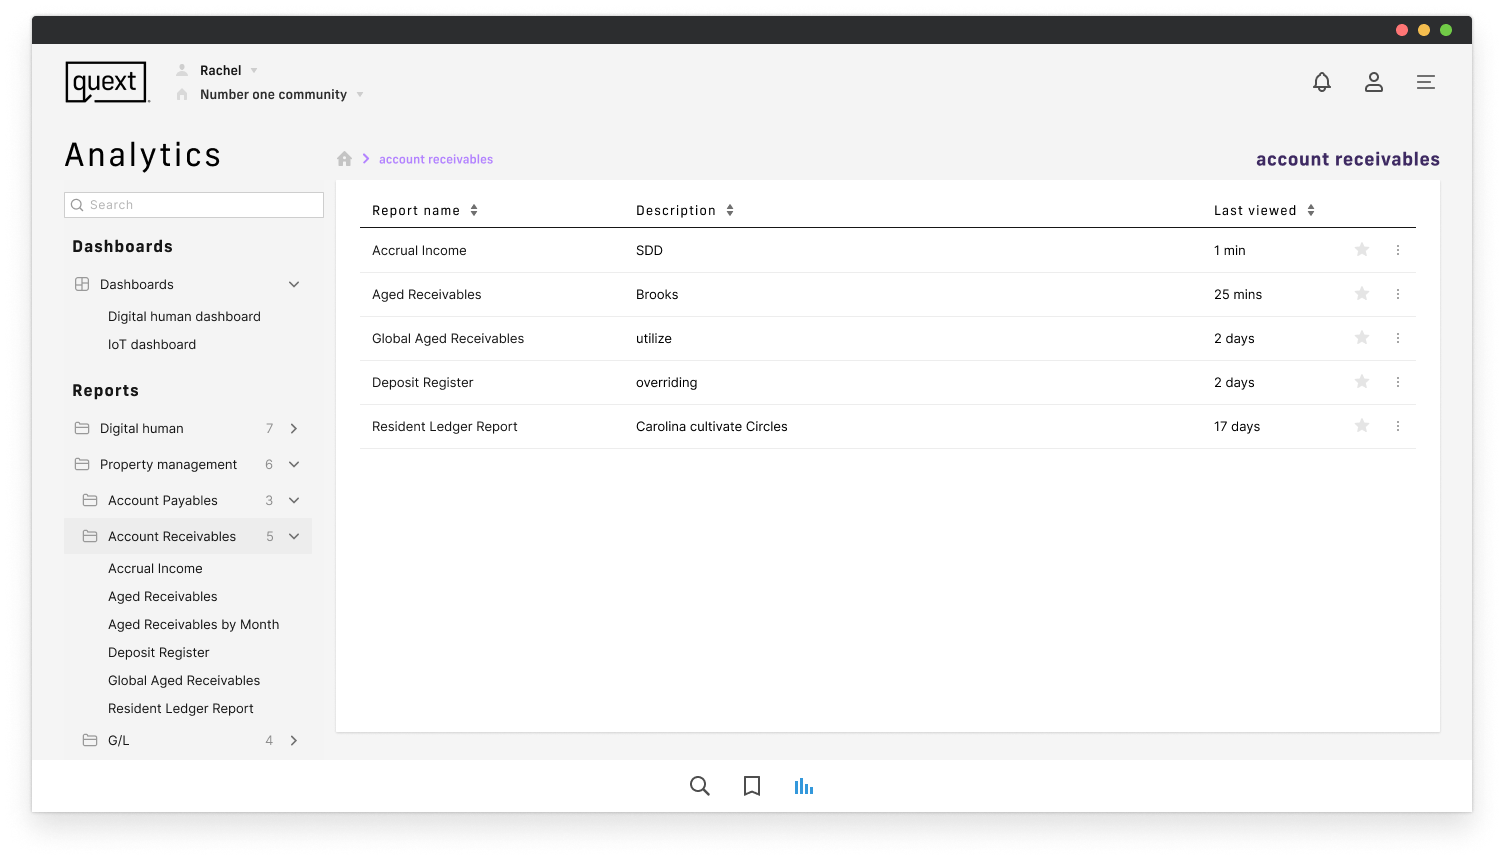 quext
Rachel
Number one community
Analytics
account receivables
account receivables
Search
Dashboards
Dashboards
Digital human dashboard
IoT dashboard
Reports
Digital human 7
Property management 6
Account Payables 3
Account Receivables 5
Accrual Income
Aged Receivables
Aged Receivables by Month
Deposit Register
Global Aged Receivables
Resident Ledger Report
G/L 4
Report name Description Last viewed
Accrual Income SDD 1 min
Aged Receivables Brooks 25 mins
Global Aged Receivables utilize 2 days
Deposit Register overriding 2 days
Resident Ledger Report Carolina cultivate Circles 17 days